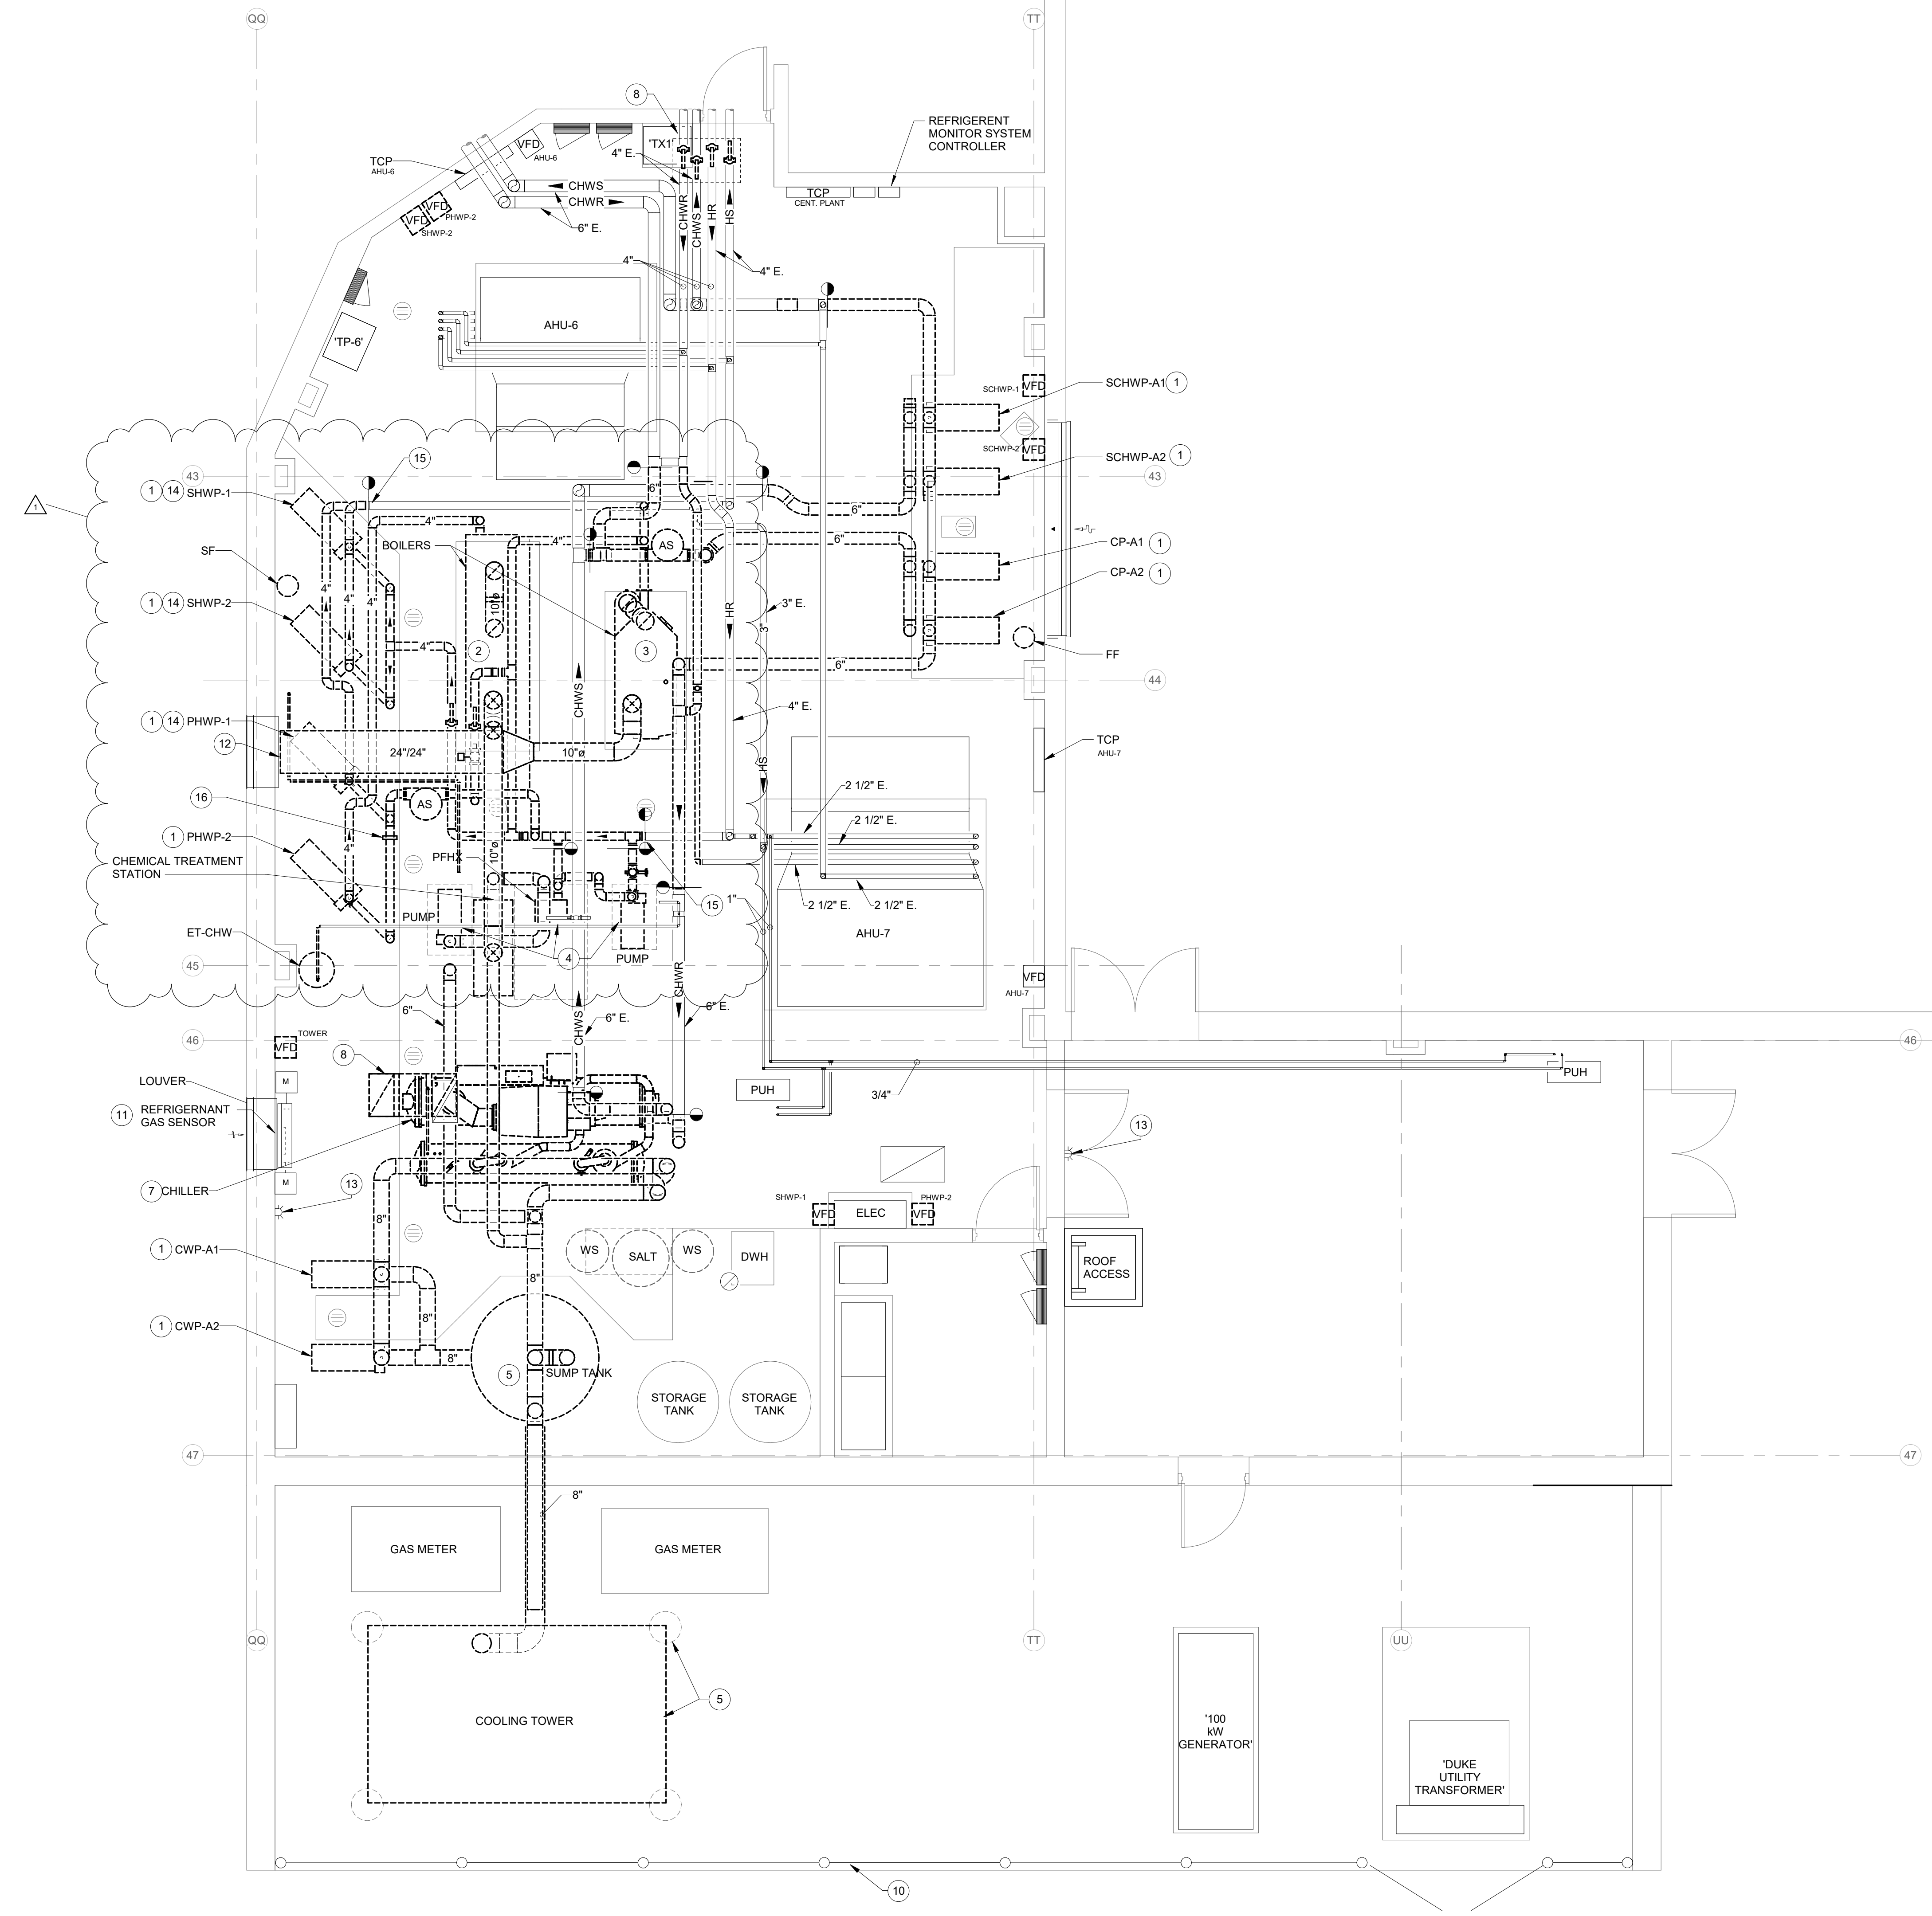 QQ
TT
8
REFRIGERENT
MONITOR SYSTEM
CONTROLLER
'TX1'
VFD
AHU-6
TCP
AHU-6
4" E.
CHWS
CHWR
6" E.
CHWR
CHWS
HR
HS
TCP
CENT. PLANT
VFD
PHWP-2
VFD
SHWP-2
4"
4" E.
AHU-6
'TP-6'
SCHWP-1
VFD
SCHWP-A1
1
SCHWP-2
VFD
SCHWP-A2
1
15
43
43
1
14
SHWP-1
1
6"
6"
4"
BOILERS
4"
AS
6"
CP-A1
1
SF
CP-A2
1
4"
4"
4"
10"ø
1
14
SHWP-2
HR
3" E.
3"
4"
2
3
FF
6"
44
CHWS
4" E.
1
14
PHWP-1
12
24"/24"
10"ø
TCP
AHU-7
HS
2 1/2" E.
16
AS
2 1/2" E.
1
PHWP-2
4"
10"ø
PFHX
CHEMICAL TREATMENT
STATION
15
1"
2 1/2" E.
2 1/2" E.
PUMP
AHU-7
ET-CHW
4
PUMP
45
VFD
AHU-7
CHWR
CHWS
6"
6" E.
6" E.
46
TOWER
VFD
8
46
LOUVER
M
PUH
3/4"
PUH
11
REFRIGERNANT
GAS SENSOR
13
7
CHILLER
M
13
SHWP-1
VFD
ELEC
PHWP-2
VFD
8"
1
CWP-A1
WS
SALT
WS
DWH
ROOF
ACCESS
8"
8"
1
CWP-A2
8"
5
SUMP TANK
STORAGE
TANK
STORAGE
TANK
47
47
8"
GAS METER
GAS METER
QQ
TT
UU
5
COOLING TOWER
'100
kW
GENERATOR'
'DUKE
UTILITY
TRANSFORMER'
10